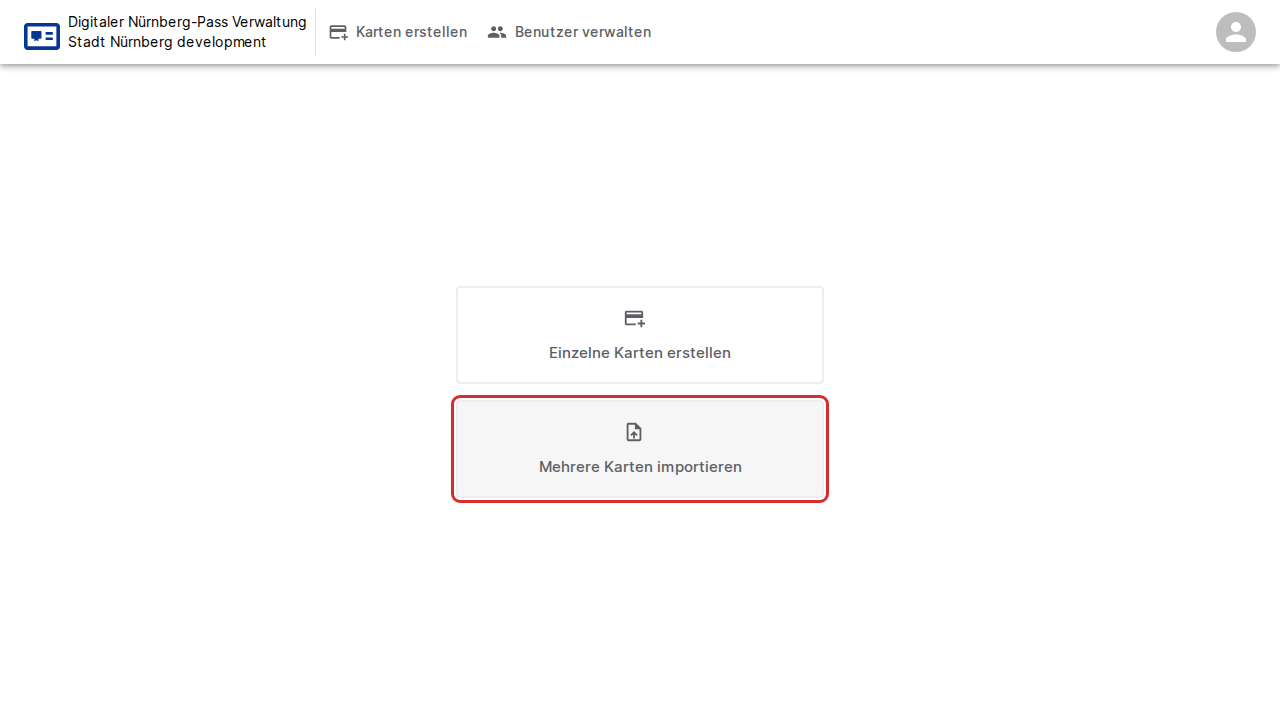 Digitaler Nürnberg-Pass Verwaltung
Stadt Nürnberg development
Karten erstellen
Benutzer verwalten
Einzelne Karten erstellen
Mehrere Karten importieren